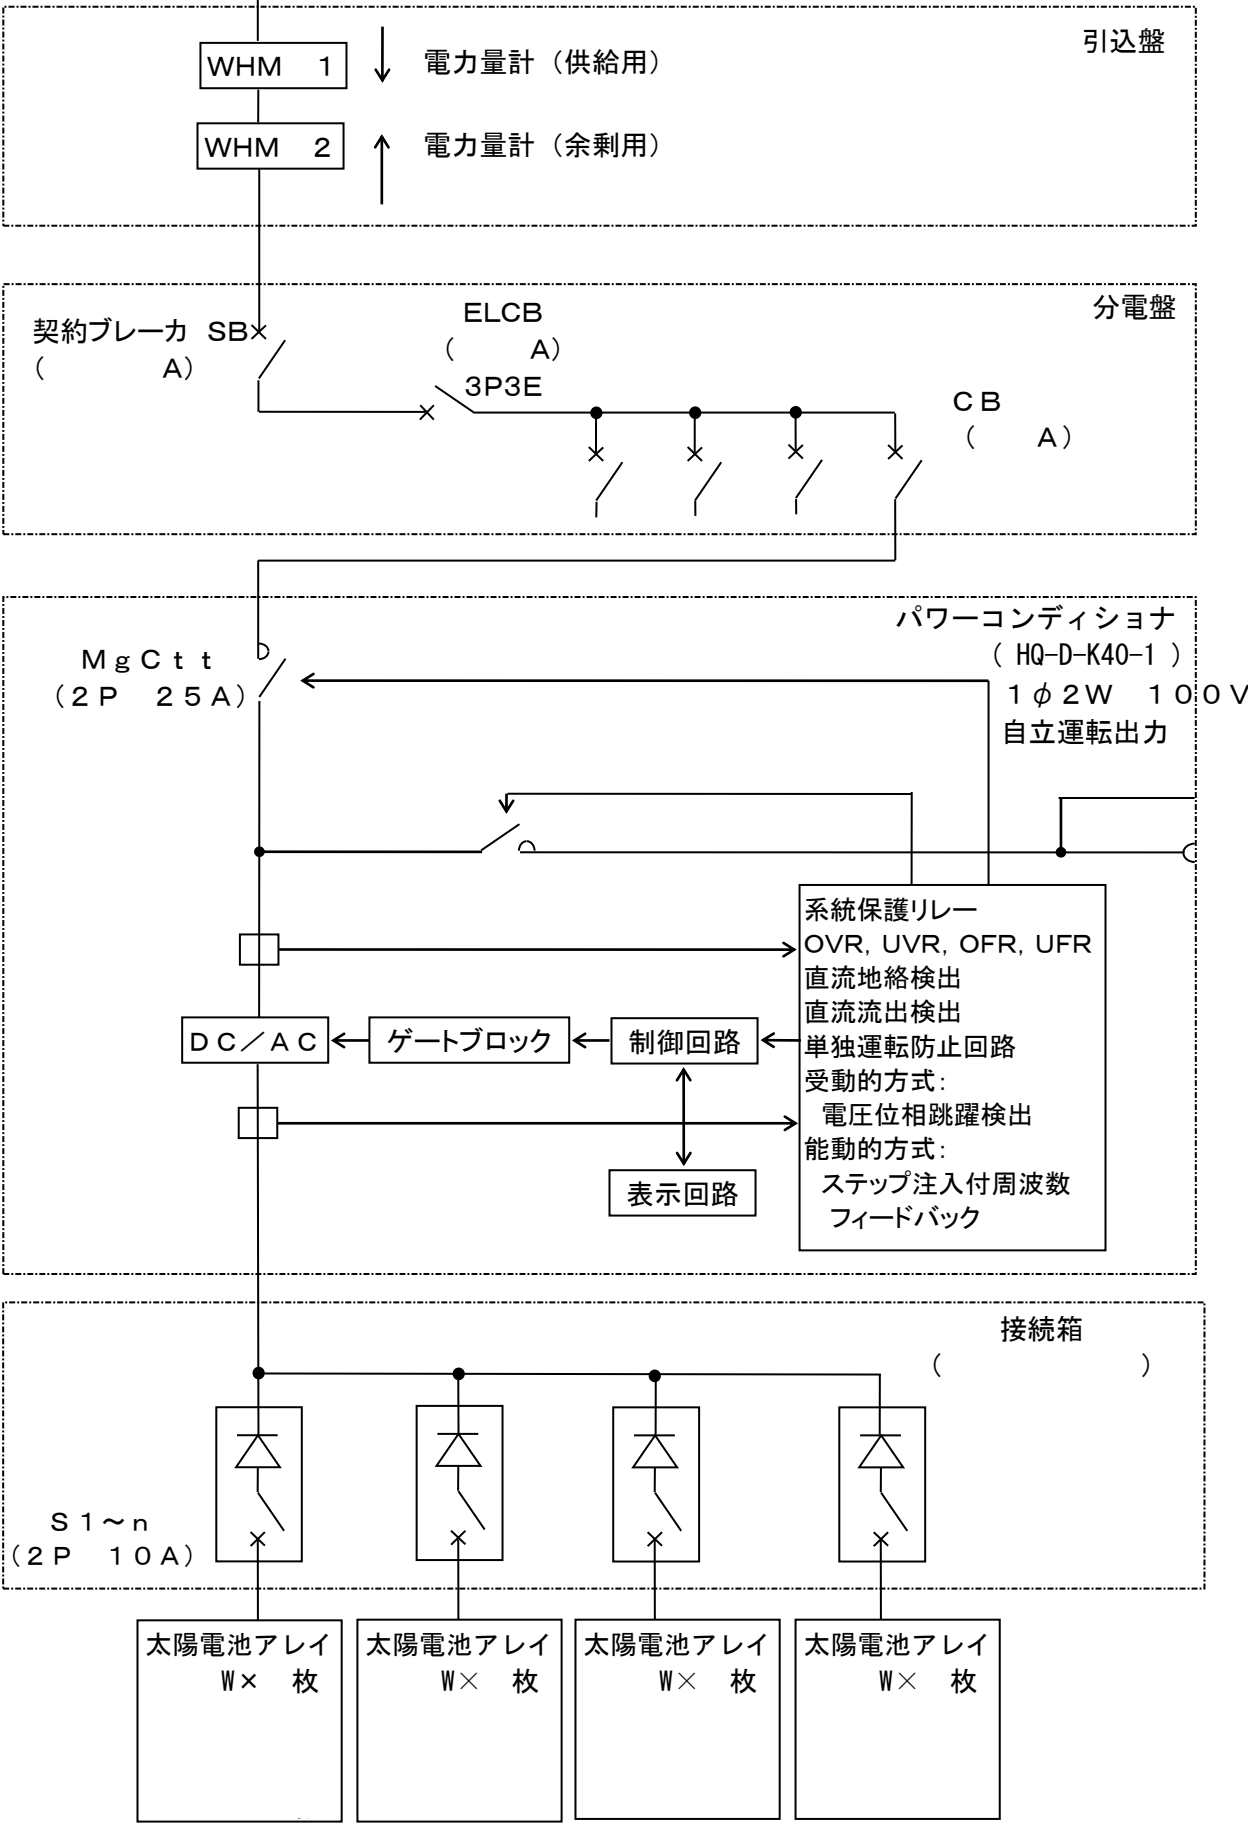 引込盤
WHM　1
電力量計（供給用）
WHM　2
電力量計（余剰用）
分電盤
契約ブレーカ　SB
(　　　　A)
ELCB
(　　　A)
3P3E
ＣＢ
(　　A)
パワーコンディショナ
( HQ-D-K40-1 )
１φ２Ｗ　１００Ｖ
自立運転出力
ＭｇＣｔｔ
(２Ｐ　２５Ａ)
系統保護リレー
OVR, UVR, OFR, UFR
直流地絡検出
直流流出検出
単独運転防止回路
受動的方式:
電圧位相跳躍検出
能動的方式:
ステップ注入付周波数
フィードバック
ＤＣ／ＡＣ
ゲートブロック
制御回路
表示回路
接続箱
(　　　　　　　)
Ｓ１～ｎ
(２Ｐ　１０Ａ)
太陽電池アレイ
W×　枚
太陽電池アレイ
W×　枚
太陽電池アレイ
W×　枚
太陽電池アレイ
W×　枚